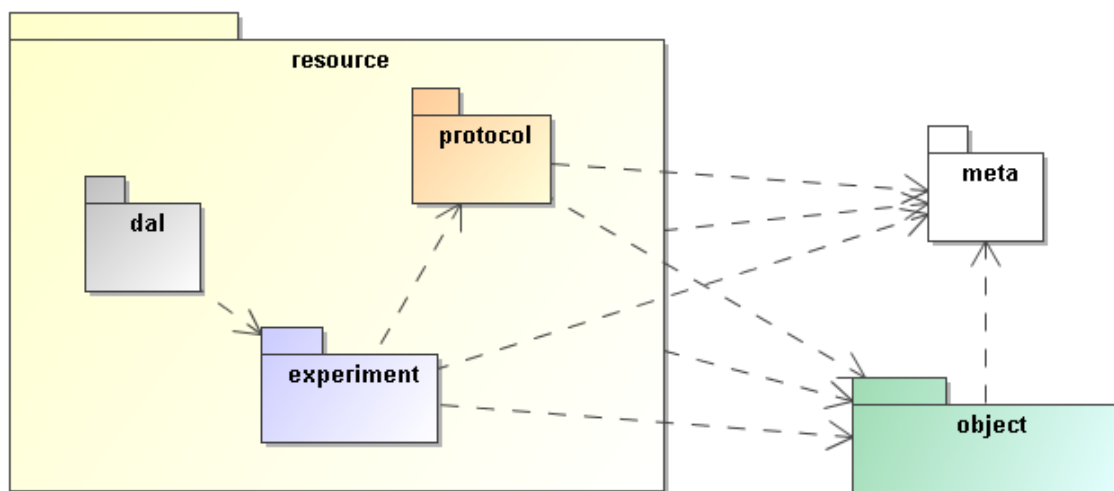 resource
protocol
meta
dal
experiment
object